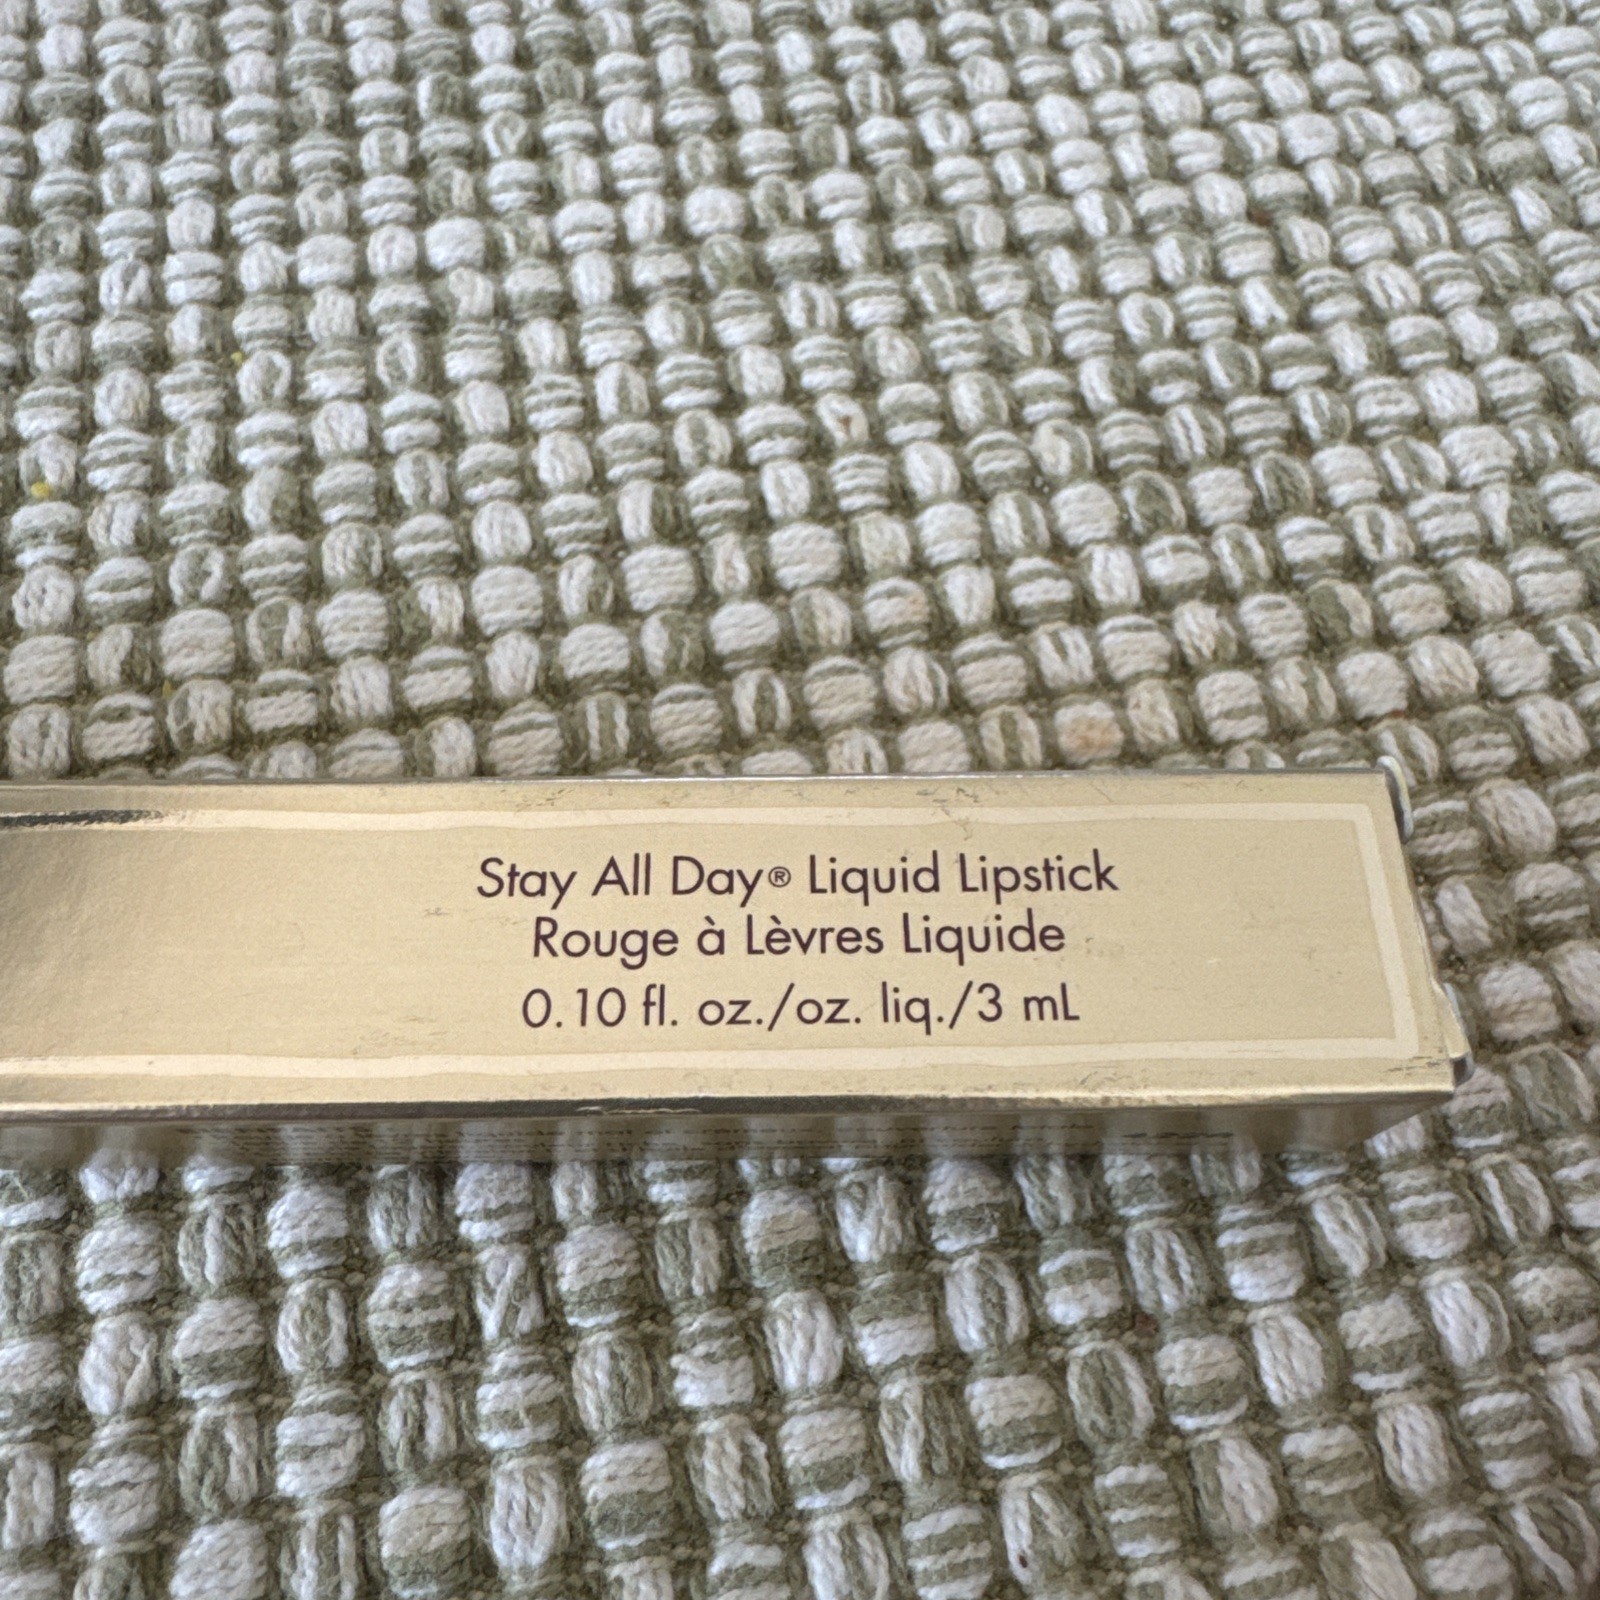 Stay All Day® Liquid Lipstick
Rouge à Lèvres Liquide
0.10 fl. oz./oz. liq./3 mL